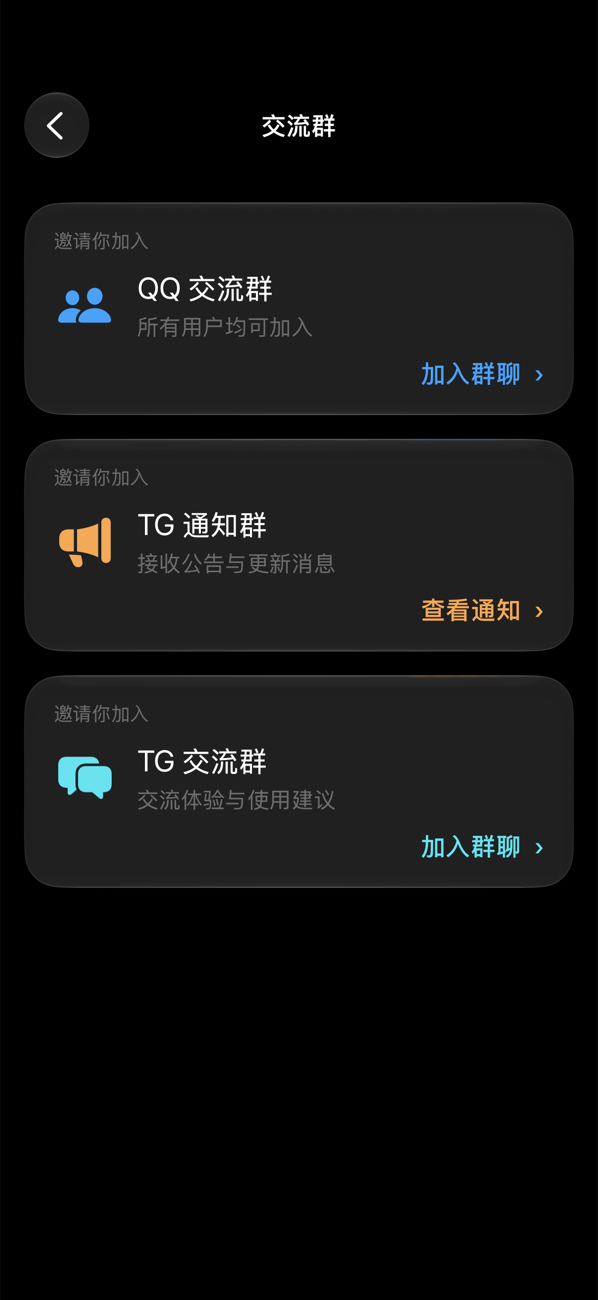 交流群
邀请你加入
QQ 交流群
所有用户均可加入
加入群聊 ›
邀请你加入
TG 通知群
接收公告与更新消息
查看通知 ›
邀请你加入
TG 交流群
交流体验与使用建议
加入群聊 ›